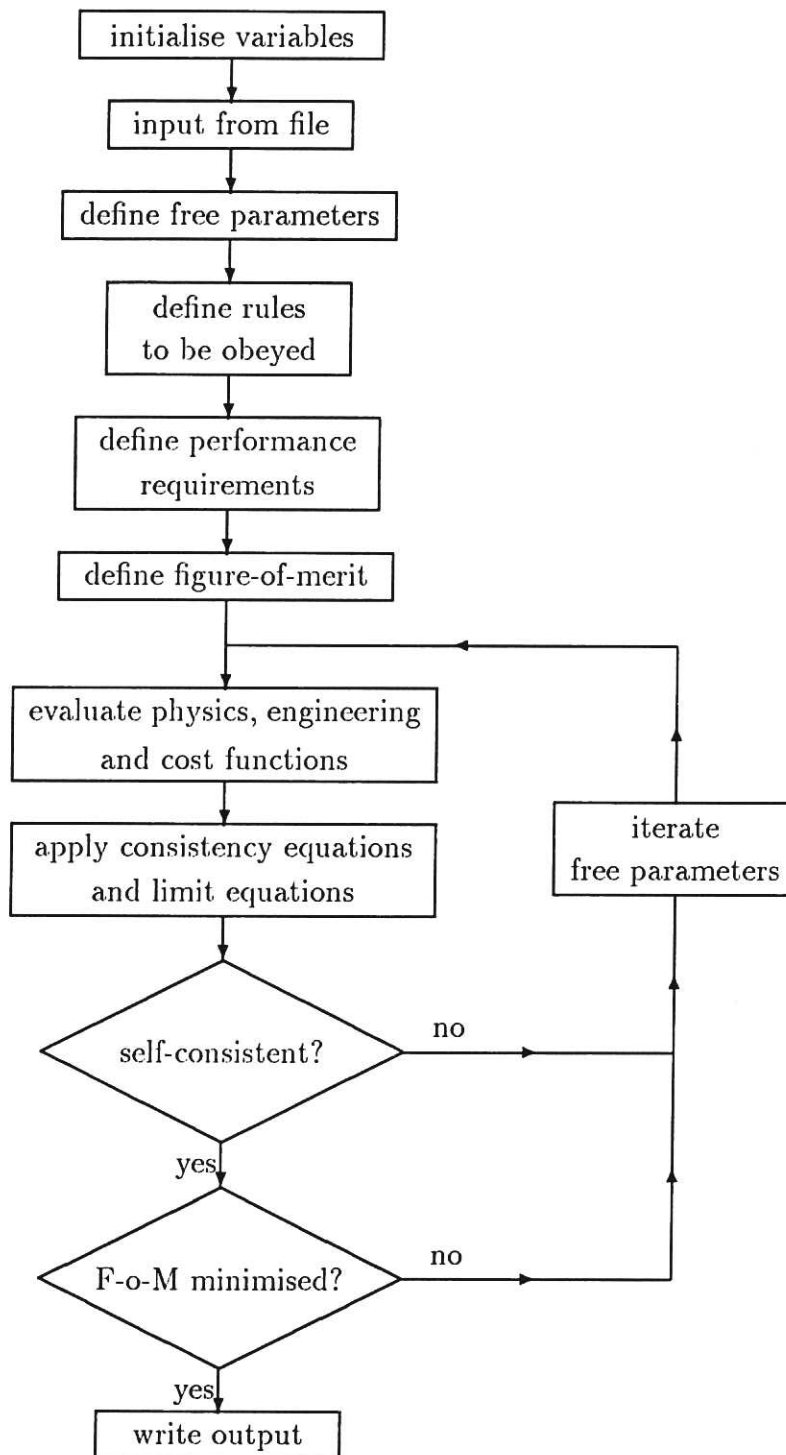 initialise variables
input from file
define free parameters
define rules
to be obeyed
define performance
requirements
define figure-of-merit
evaluate physics, engineering
and cost functions
apply consistency equations
and limit equations
iterate
free parameters
self-consistent?
no
yes
F-o-M minimised?
no
yes
write output